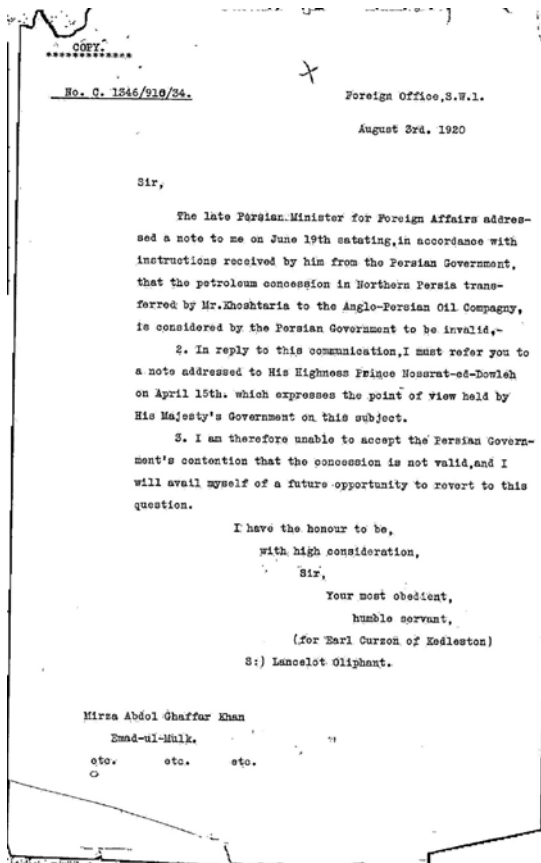 COPY.
No. C. 1346/918/34.
Foreign Office,S.W.1.
August 3rd. 1920
Sir,
The late Persian Minister for Foreign Affairs addres-
sed a note to me on June 19th satating,in accordance with
instructions received by him from the Persian Government,
that the petroleum concession in Northern Persia trans-
ferred by Mr.Khoshtaria to the Anglo-Persian Oil Compagny,
is considered by the Persian Government to be invalid,-
2. In reply to this communication,I must refer you to
a note addressed to His Highness Prince Nosrat-ed-Dowleh
on April 15th. which expresses the point of view held by
His Majesty's Government on this subject.
3. I am therefore unable to accept the Persian Govern-
ment's contention that the concession is not valid,and I
will avail myself of a future opportunity to revert to this
question.
I have the honour to be,
with high consideration,
Sir,
Your most obedient,
humble servant,
(for Earl Curzon of Kedleston)
S:) Lancelot Oliphant.
Mirza Abdol Ghaffar Khan
Emad-ul-Mulk.
etc. etc. etc.